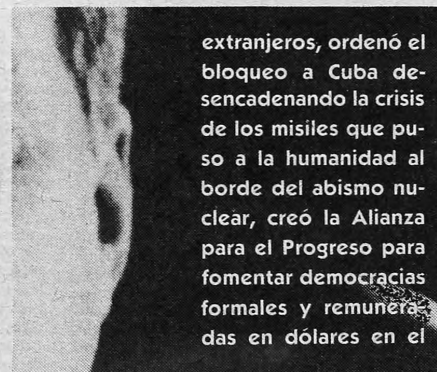 extranjeros, ordenó el
bloqueo a Cuba de-
sencadenando la crisis
de los misiles que pu-
so a la humanidad al
borde del abismo nu-
clear, creó la Alianza
para el Progreso para
fomentar democracias
formales y remunera-
das en dólares en el